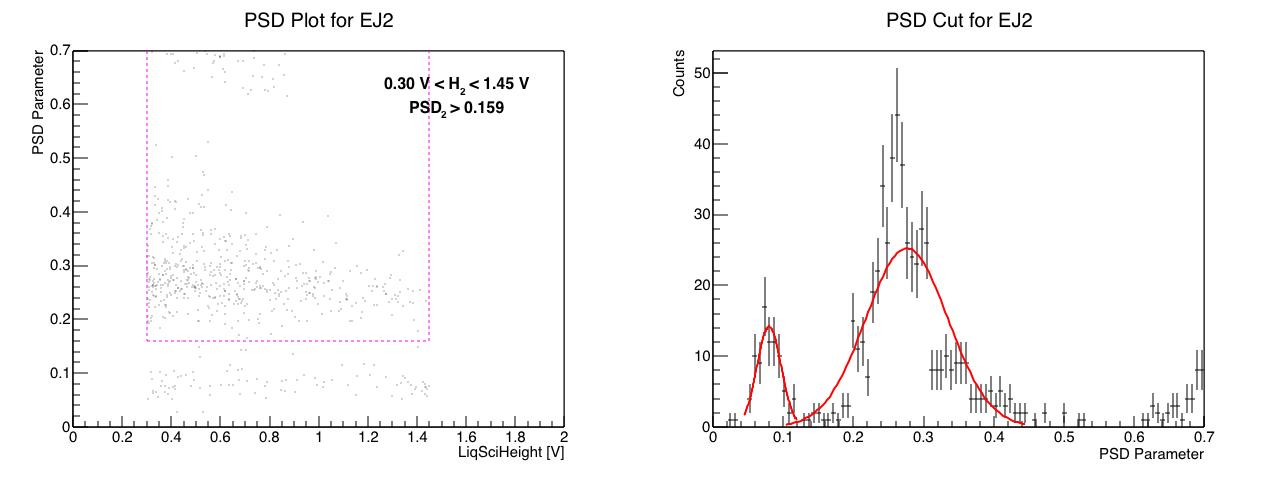 PSD Plot for EJ2
PSD Parameter
0.7
0.6
0.5
0.4
0.3
0.2
0.1
0
0.30 V < H2 < 1.45 V
PSD2 > 0.159
0 0.2 0.4 0.6 0.8 1 1.2 1.4 1.6 1.8 2
LiqSciHeight [V]
PSD Cut for EJ2
Counts
50
40
30
20
10
0
0 0.1 0.2 0.3 0.4 0.5 0.6 0.7
PSD Parameter